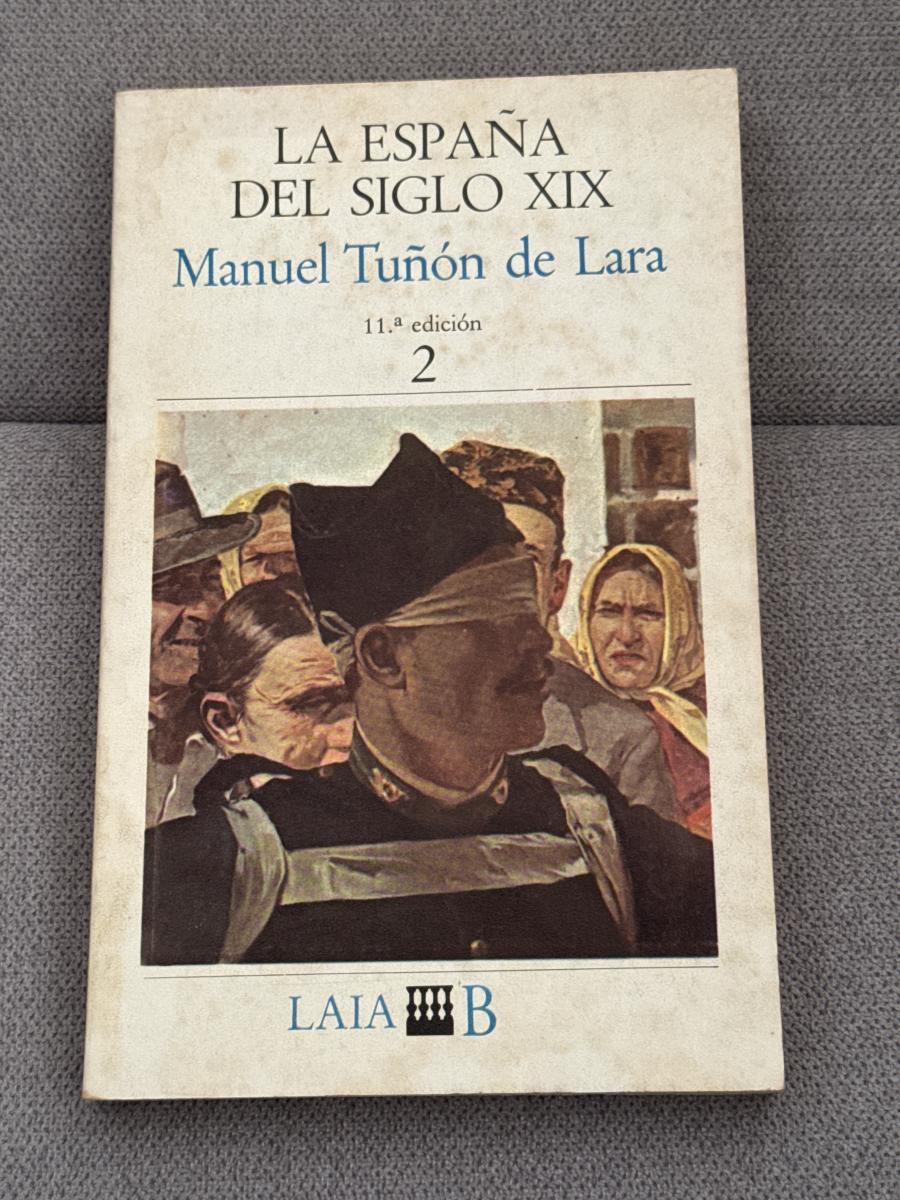 LA ESPAÑA
DEL SIGLO XIX
Manuel Tuñón de Lara
11.ª edición
2
LAIA B